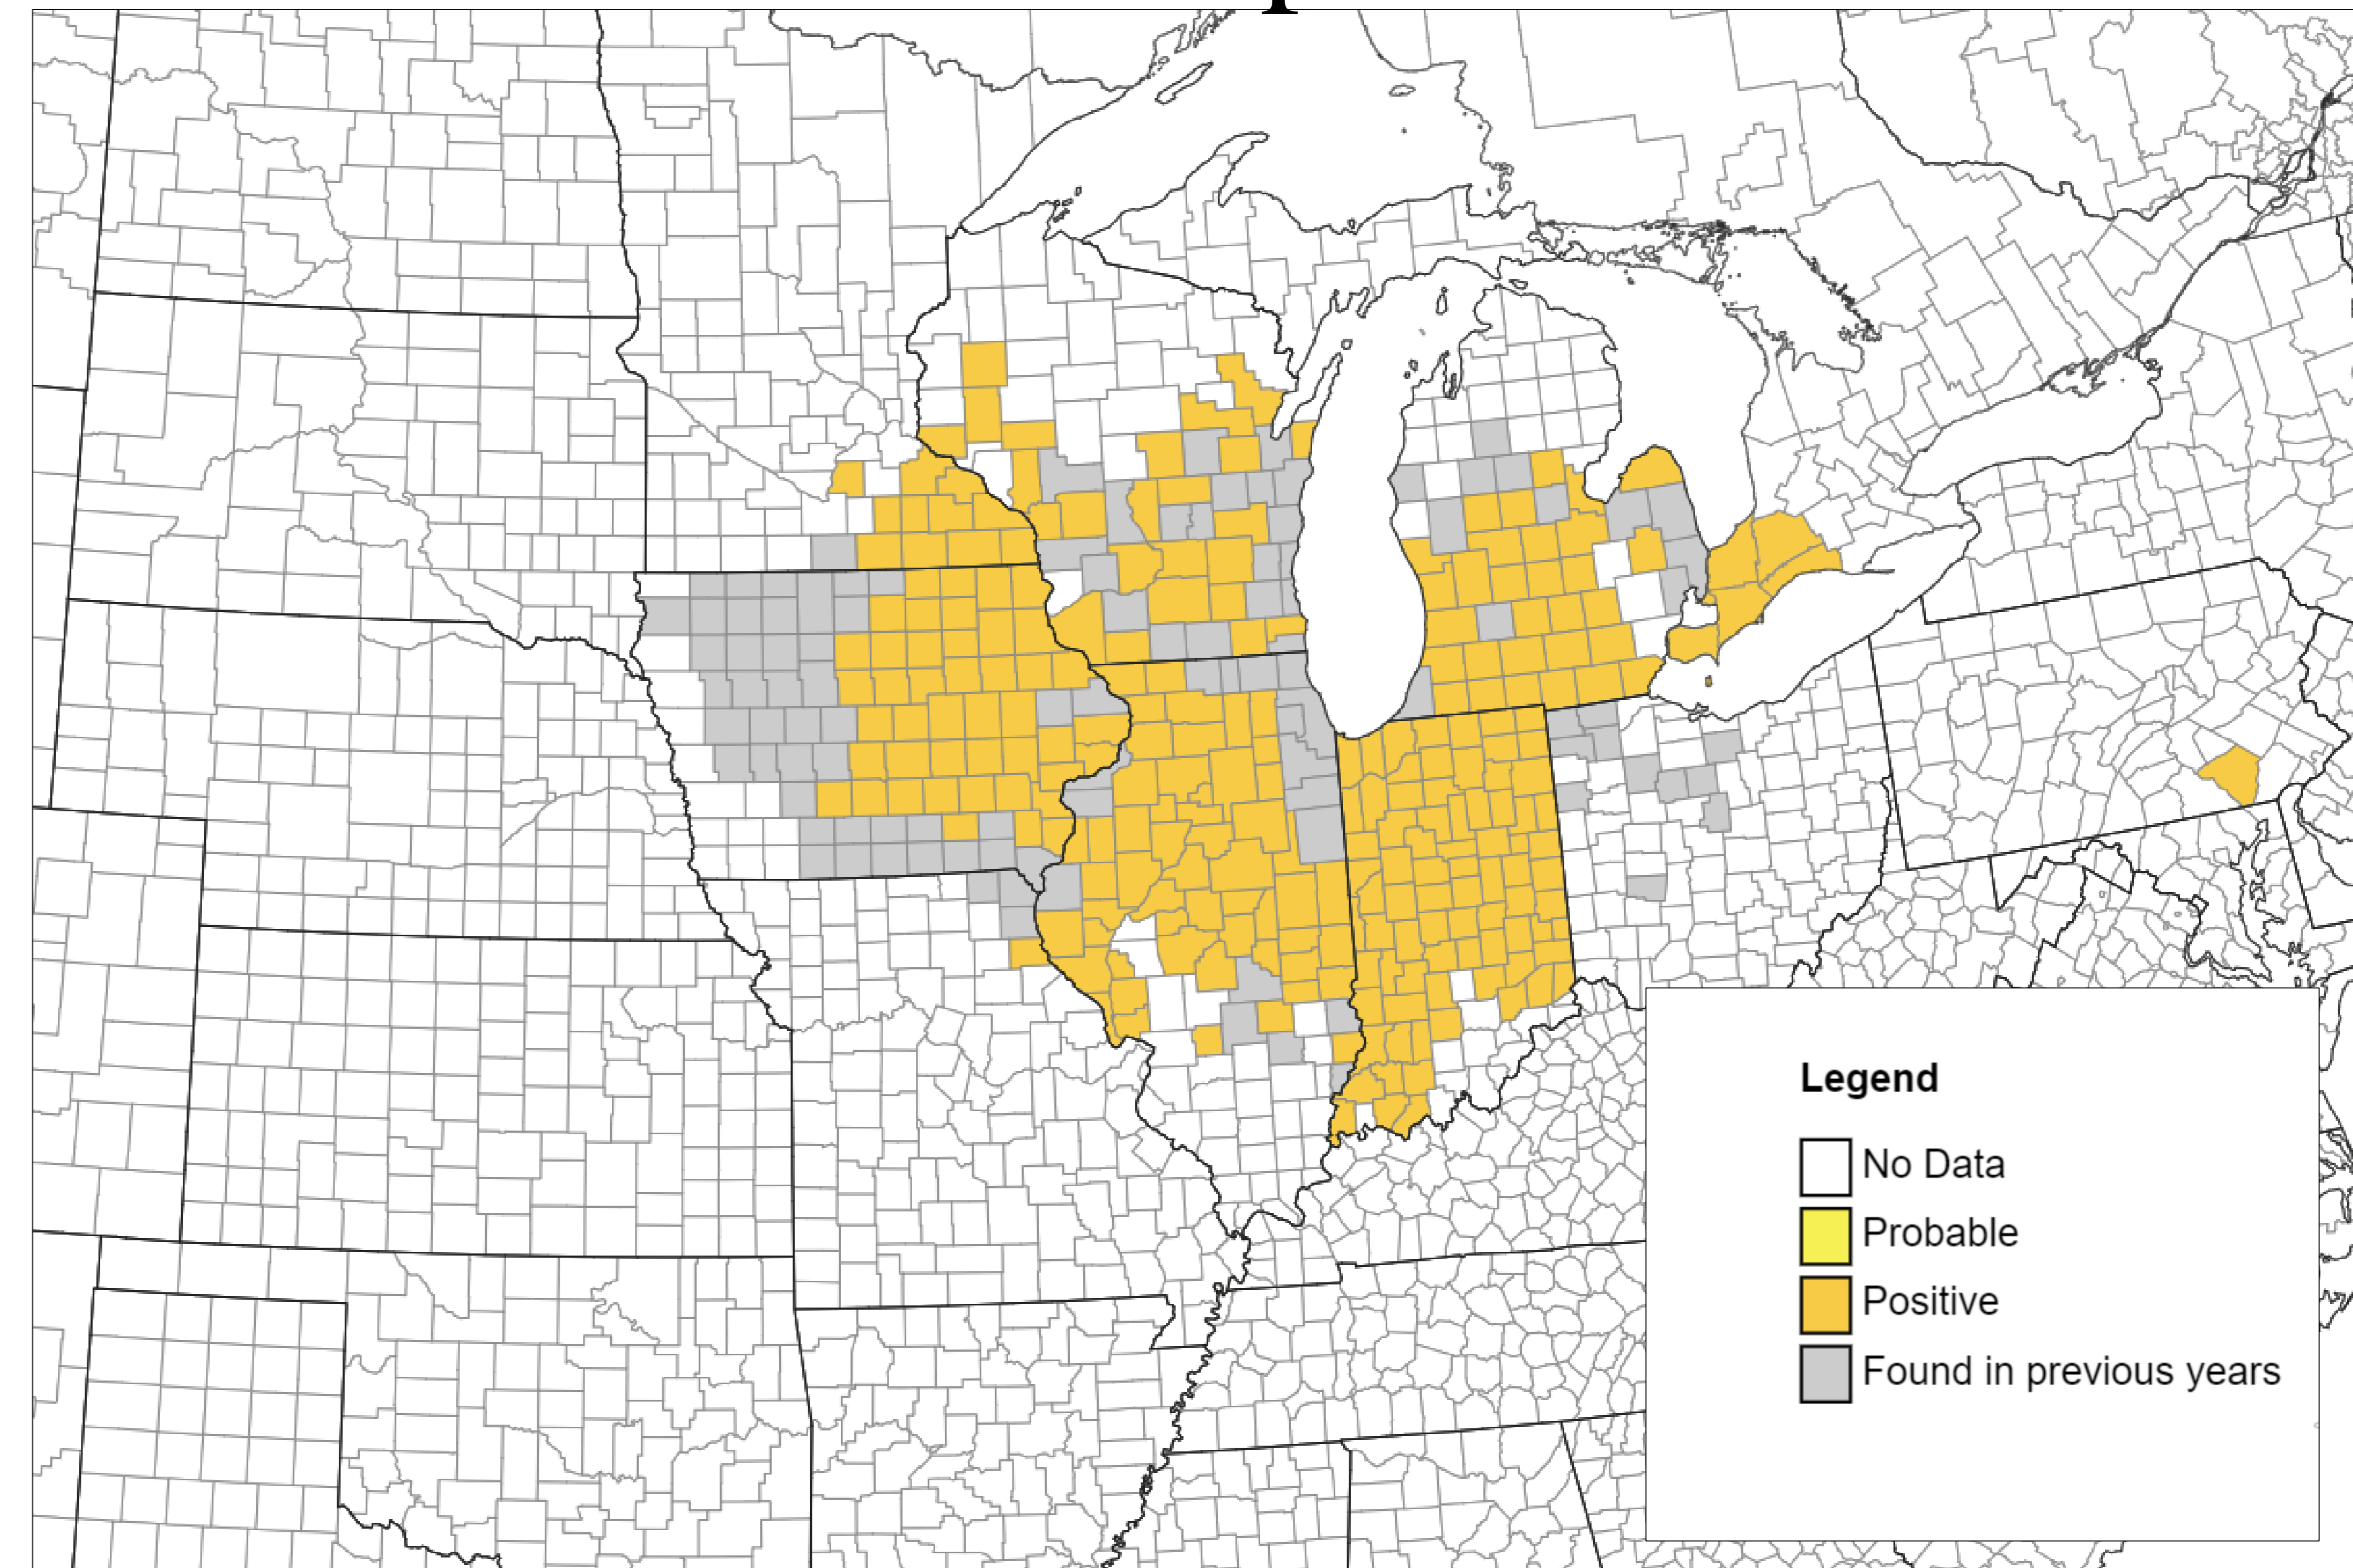 Legend
No Data
Probable
Positive
Found in previous years